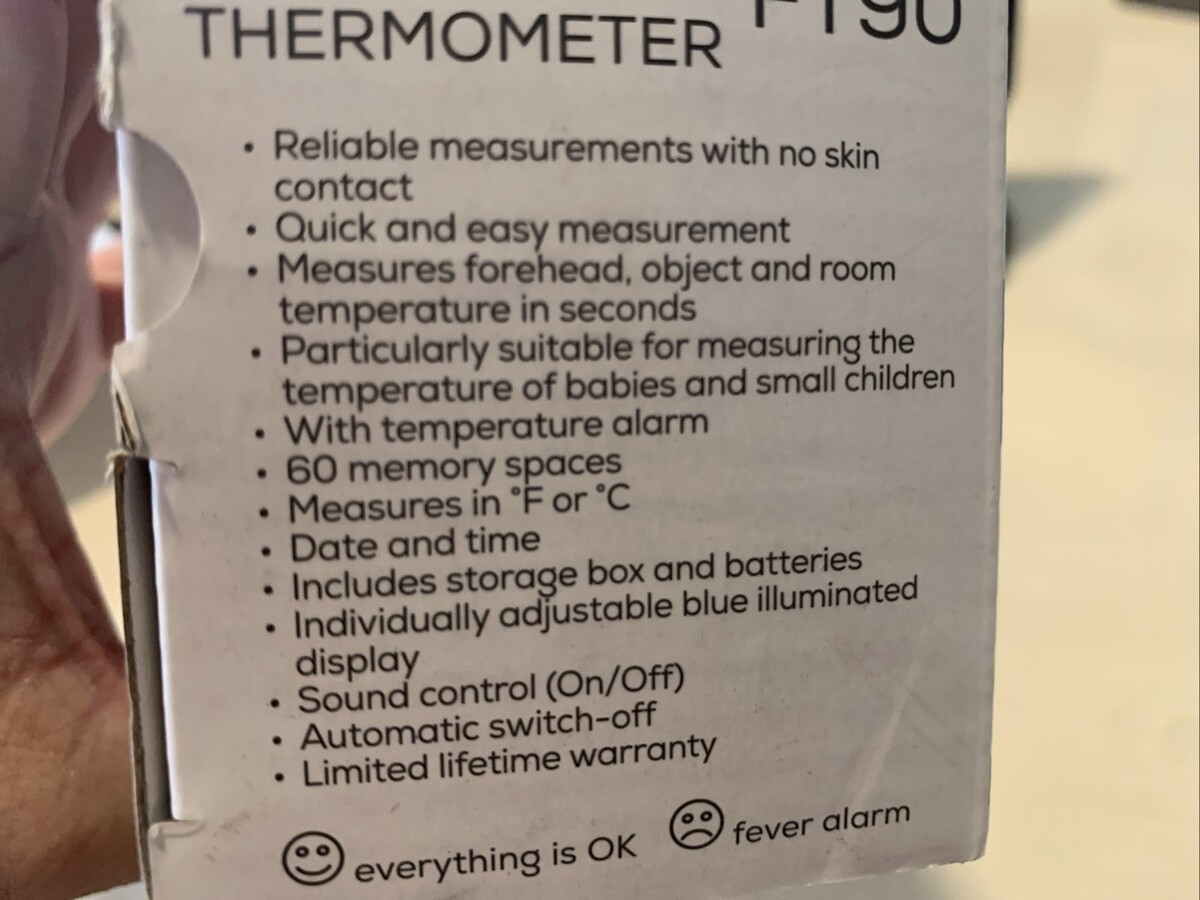 THERMOMETER FT90
• Reliable measurements with no skin
contact
• Quick and easy measurement
• Measures forehead, object and room
temperature in seconds
• Particularly suitable for measuring the
temperature of babies and small children
• With temperature alarm
• 60 memory spaces
• Measures in °F or °C
• Date and time
• Includes storage box and batteries
• Individually adjustable blue illuminated
display
• Sound control (On/Off)
• Automatic switch-off
• Limited lifetime warranty
everything is OK fever alarm